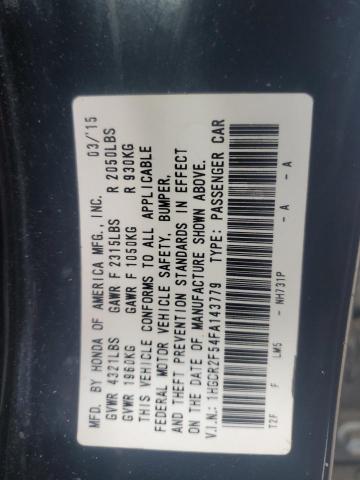 MFD. BY HONDA OF AMERICA MFG., INC. 03/15
GVWR 4321LBS GAWR F 2315LBS R 2050LBS
GVWR 1960KG GAWR F 1050KG R 930KG
THIS VEHICLE CONFORMS TO ALL APPLICABLE
FEDERAL MOTOR VEHICLE SAFETY, BUMPER,
AND THEFT PREVENTION STANDARDS IN EFFECT
ON THE DATE OF MANUFACTURE SHOWN ABOVE.
V.I.N.: 1HGCR2F54FA143779 TYPE: PASSENGER CAR
T2F F LM5 - NH731P - A - A